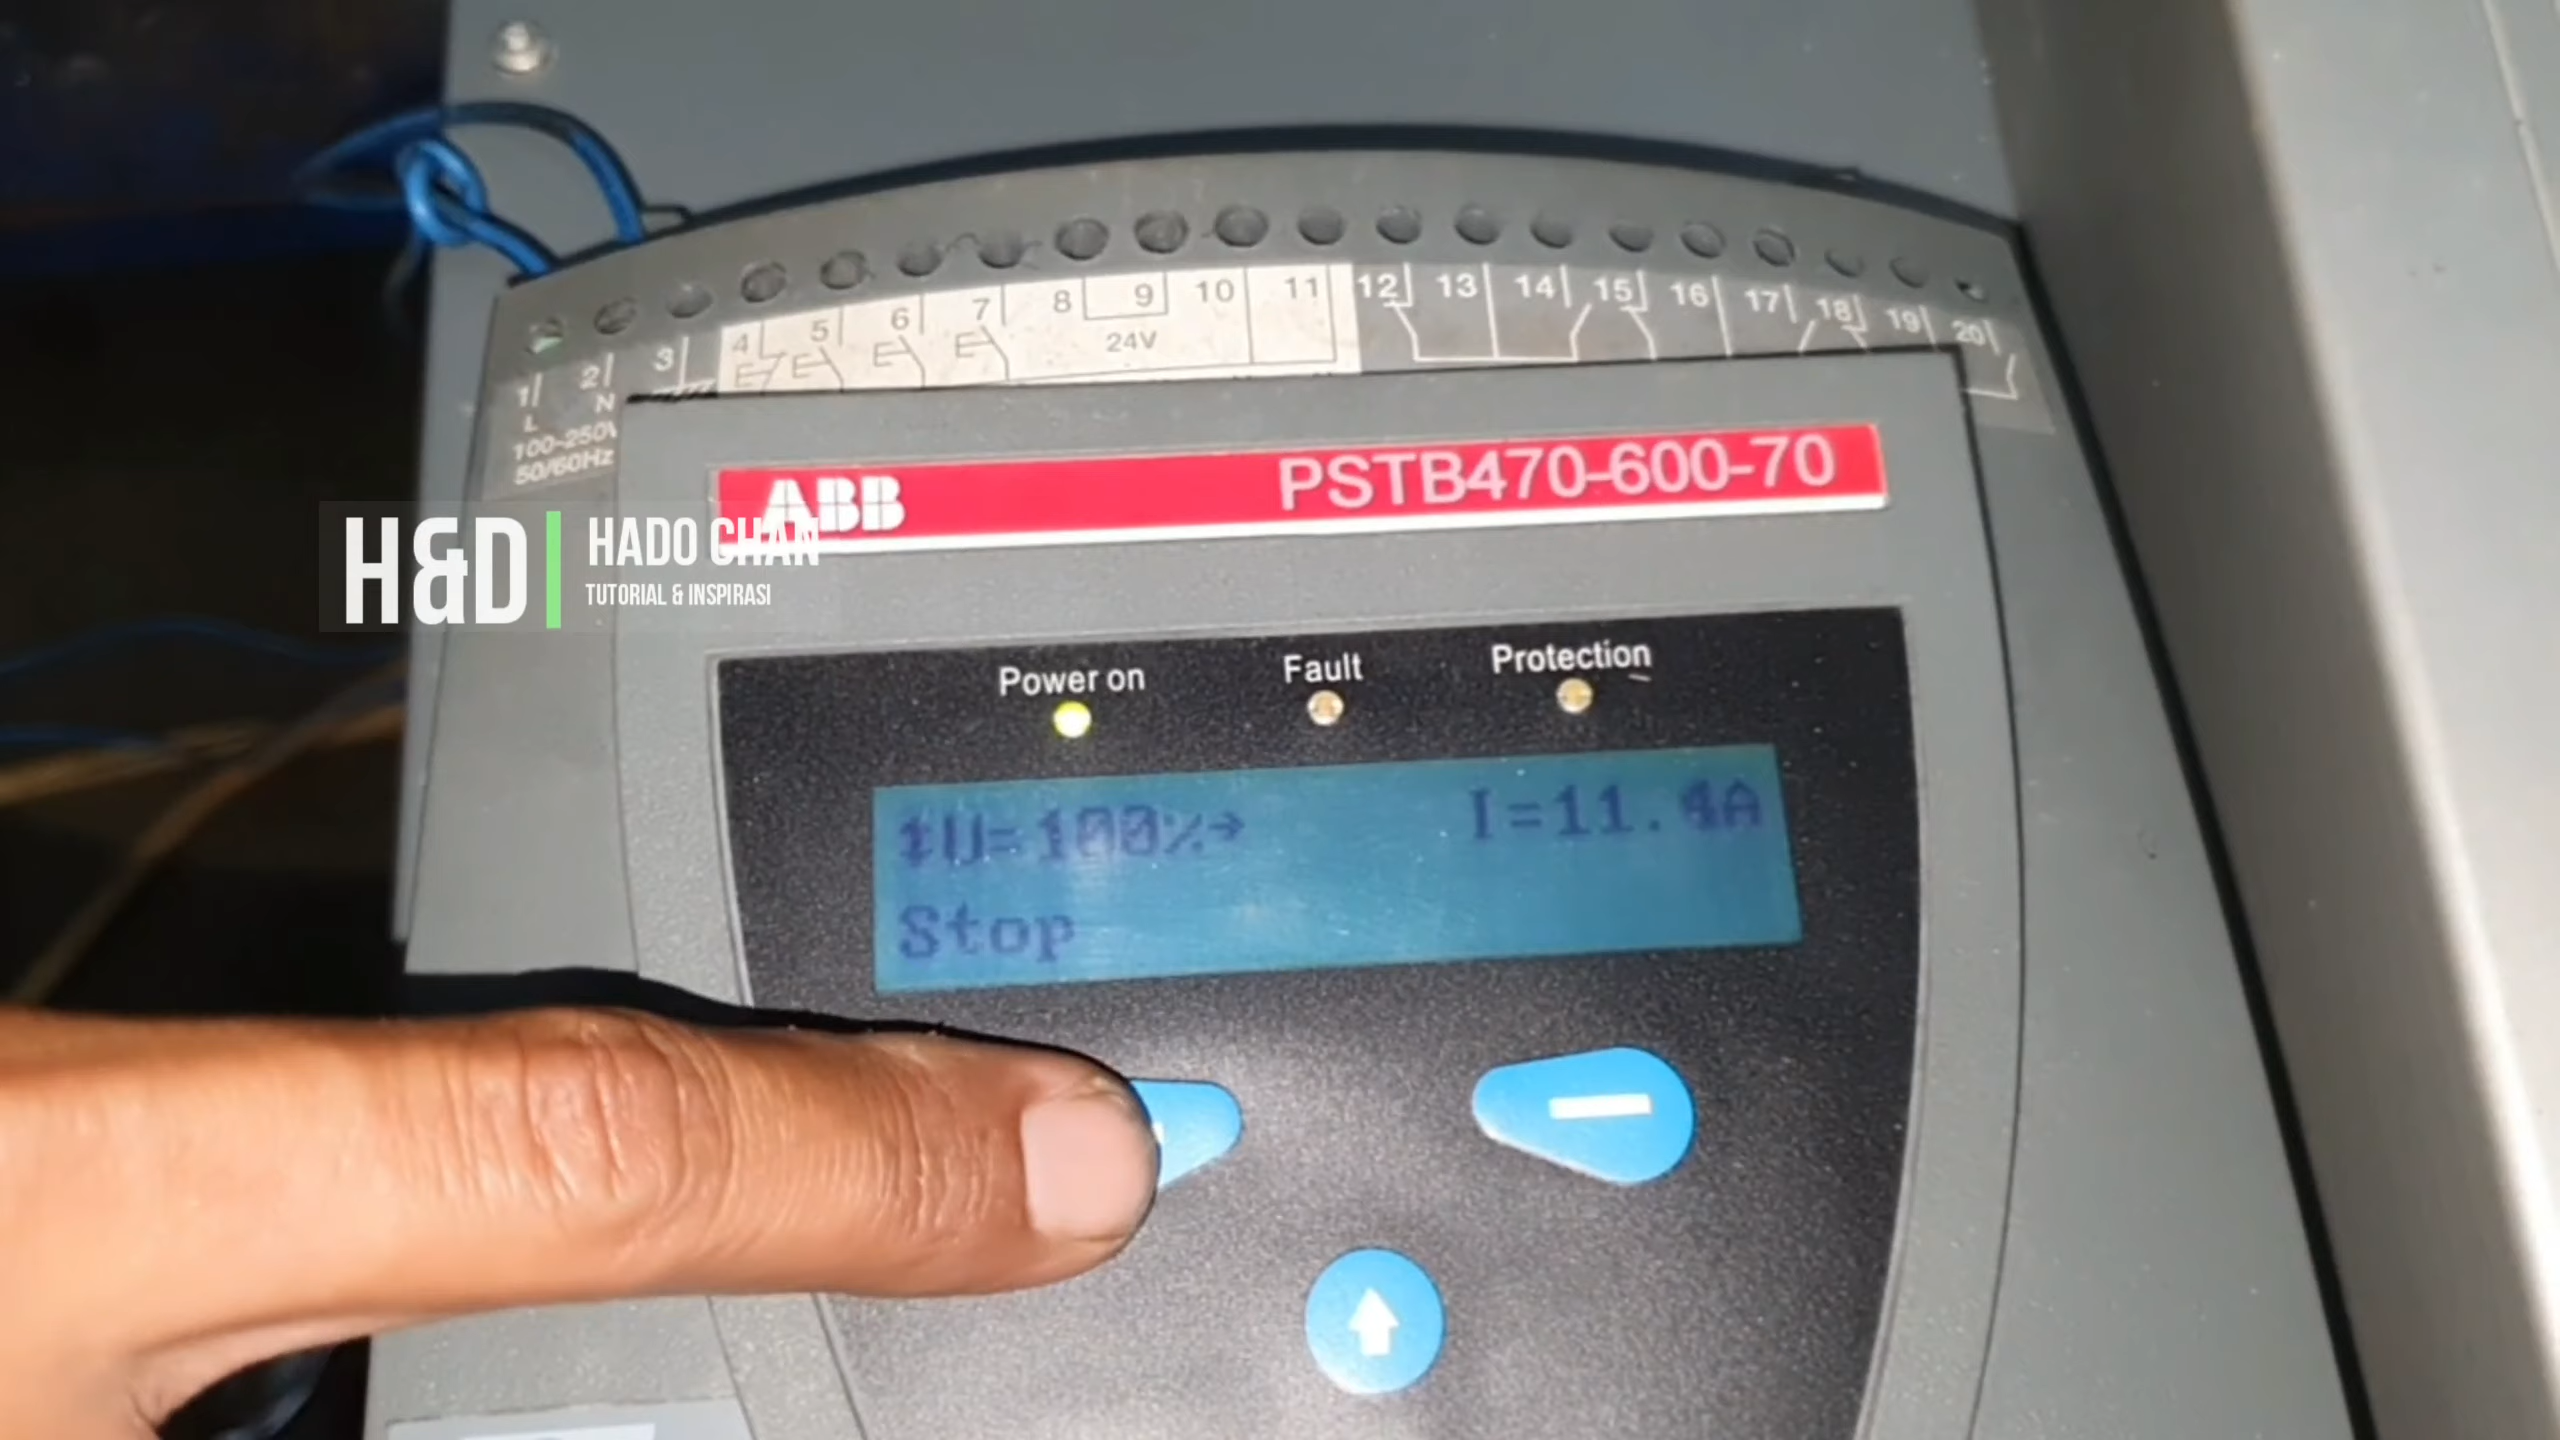 1 2 3 4 5 6 7 8 9 10 11 12 13 14 15 16 17 18 19 20
L N
24V
100-250V
50/60Hz
ABB PSTB470-600-70
H&D HADO CHAN
TUTORIAL & INSPIRASI
Power on Fault Protection
U=100%→ I=11.4A
Stop